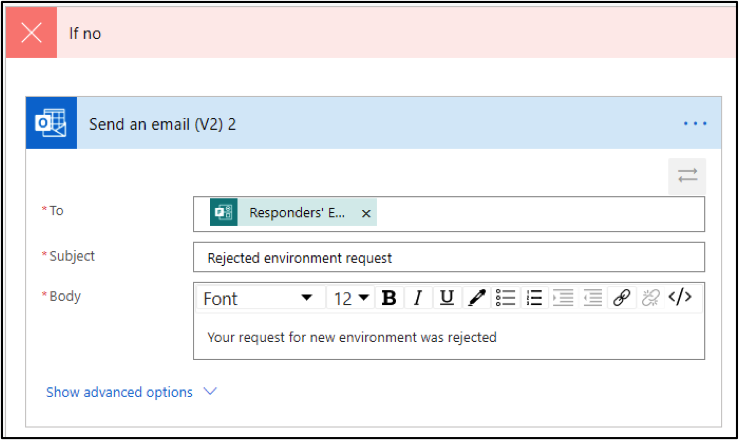 If no
Send an email (V2) 2
* To
Responders' E... ×
* Subject
Rejected environment request
* Body
Font 12 B I U </>
Your request for new environment was rejected
Show advanced options